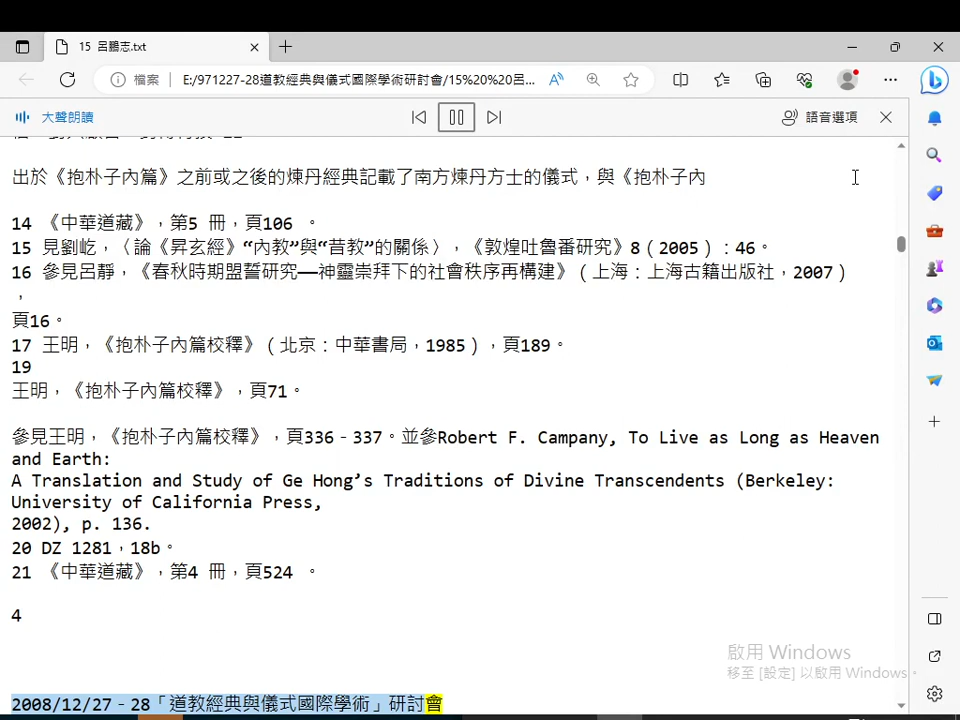 15 呂鵬志.txt
檔案
E:/971227-28道教經典與儀式國際學術研討會/15%20%20呂...
大聲朗讀
語音選項
出於《抱朴子內篇》之前或之後的煉丹經典記載了南方煉丹方士的儀式，與《抱朴子內
14 《中華道藏》，第5 冊，頁106 。
15 見劉屹，〈論《昇玄經》“內教”與“昔教”的關係〉，《敦煌吐魯番研究》8（2005）：46。
16 參見呂靜，《春秋時期盟誓研究—神靈崇拜下的社會秩序再構建》（上海：上海古籍出版社，2007）
，
頁16。
17 王明，《抱朴子內篇校釋》（北京：中華書局，1985），頁189。
19
王明，《抱朴子內篇校釋》，頁71。
參見王明，《抱朴子內篇校釋》，頁336﹣337。並參Robert F. Campany, To Live as Long as Heaven
and Earth:
A Translation and Study of Ge Hong’s Traditions of Divine Transcendents (Berkeley:
University of California Press,
2002), p. 136.
20 DZ 1281，18b。
21 《中華道藏》，第4 冊，頁524 。
4
啟用 Windows
移至 [設定] 以啟用 Windows。
2008/12/27﹣28「道教經典與儀式國際學術」研討會